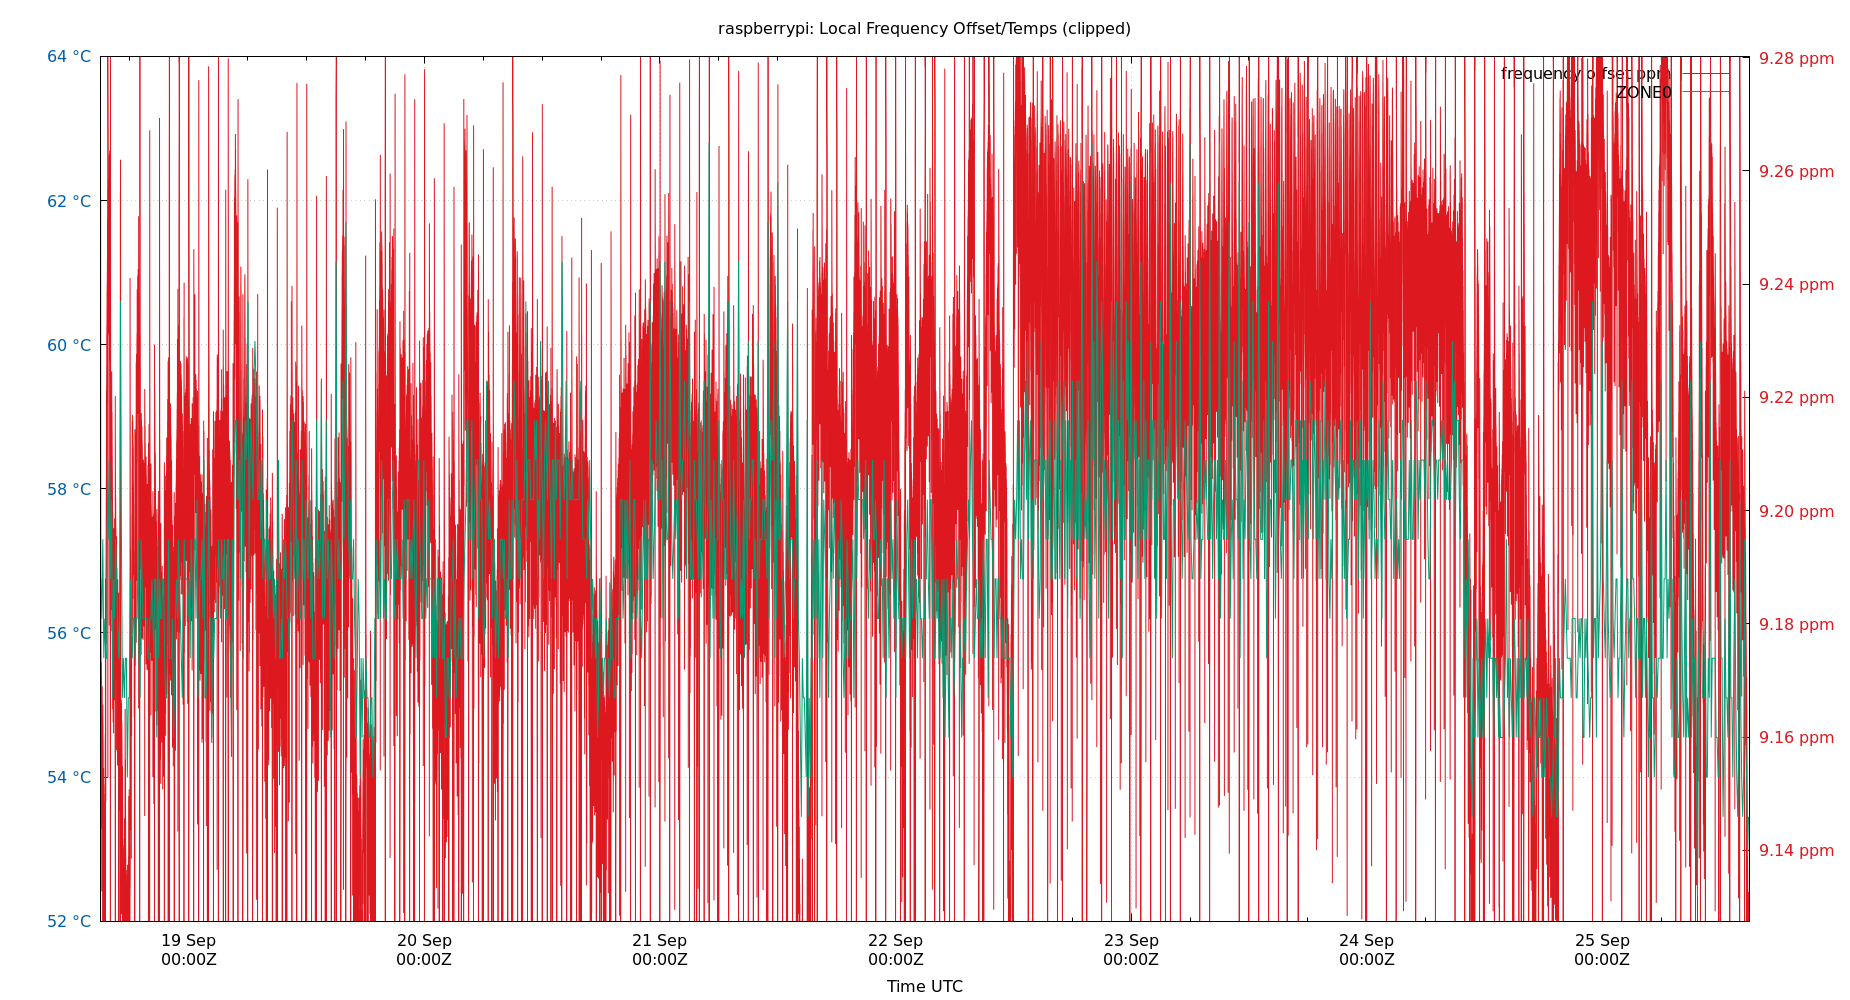 raspberrypi: Local Frequency Offset/Temps (clipped)
64 °C
62 °C
60 °C
58 °C
56 °C
54 °C
52 °C
9.28 ppm
9.26 ppm
9.24 ppm
9.22 ppm
9.20 ppm
9.18 ppm
9.16 ppm
9.14 ppm
frequency offset ppm
ZONE0
19 Sep
00:00Z
20 Sep
00:00Z
21 Sep
00:00Z
22 Sep
00:00Z
23 Sep
00:00Z
24 Sep
00:00Z
25 Sep
00:00Z
Time UTC